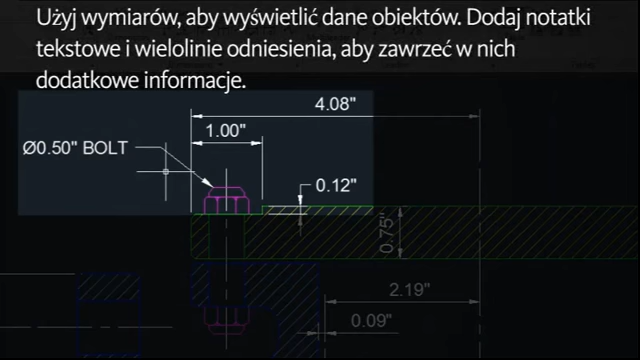 Użyj wymiarów, aby wyświetlić dane obiektów. Dodaj notatki
tekstowe i wielolinie odniesienia, aby zawrzeć w nich
dodatkowe informacje.
4.08"
1.00"
Ø0.50" BOLT
0.12"
0.75"
2.19"
0.09"